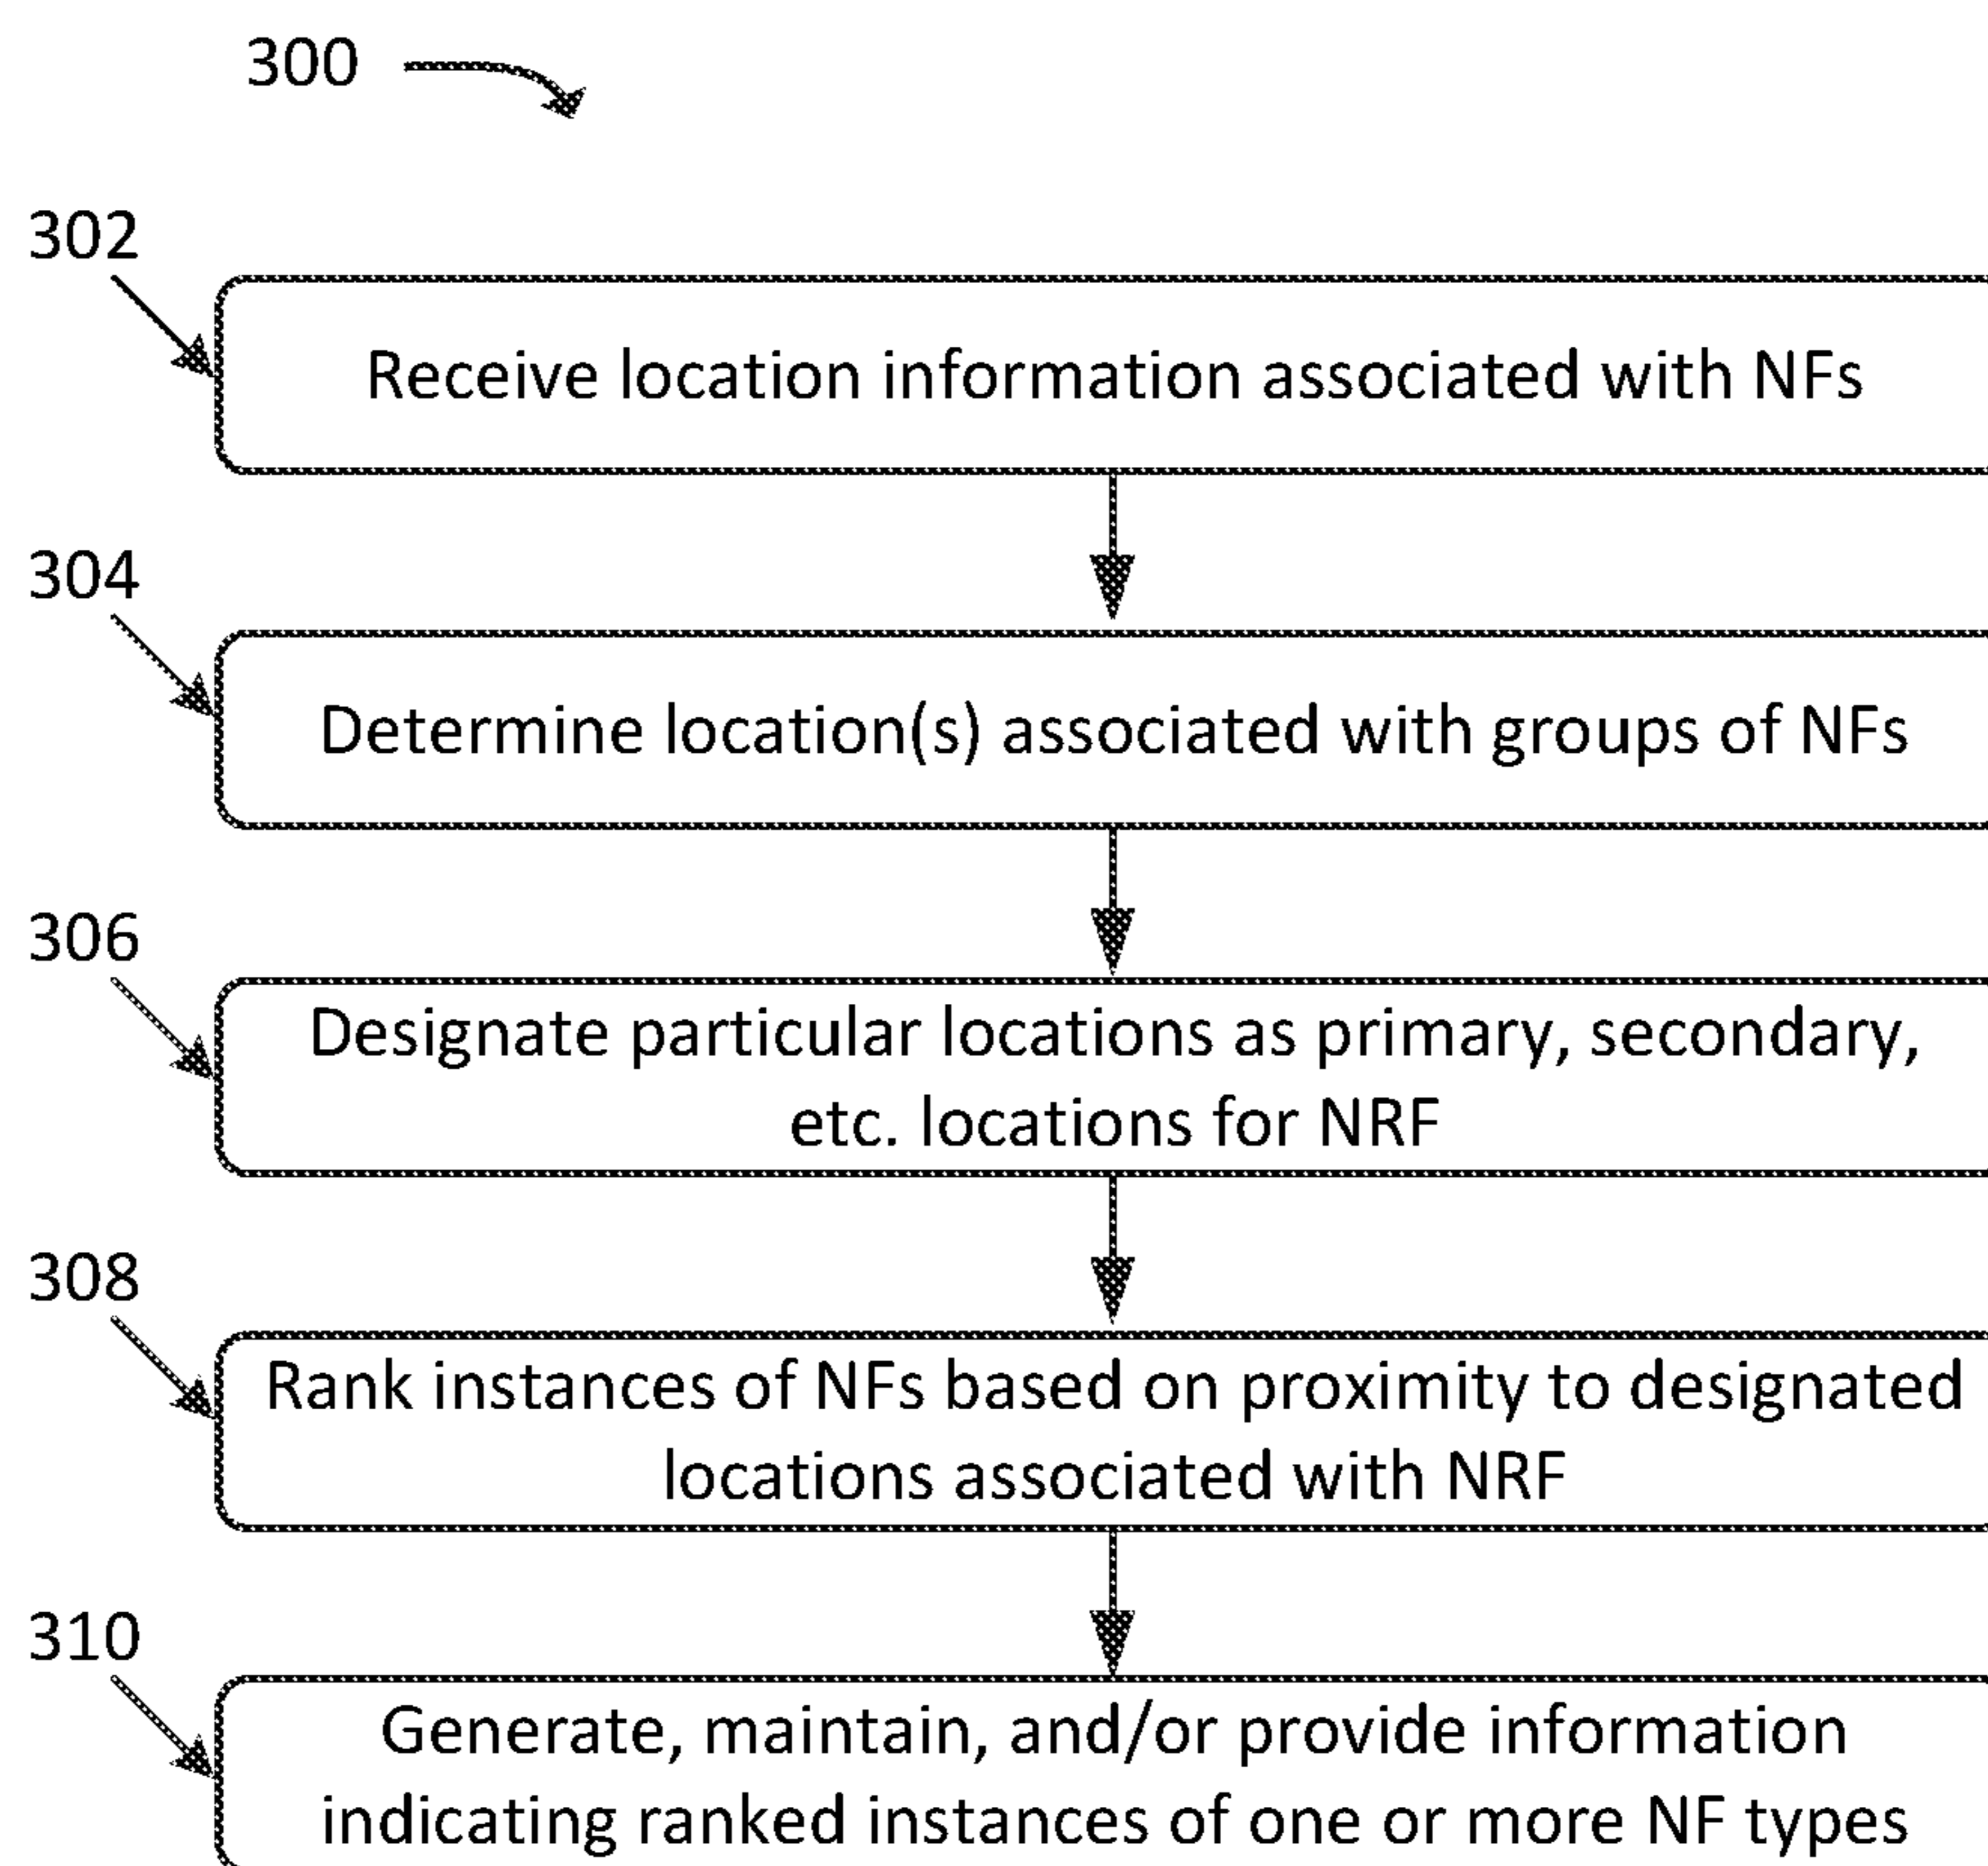 300
302
Receive location information associated with NFs
304
Determine location(s) associated with groups of NFs
306
Designate particular locations as primary, secondary,
etc. locations for NRF
308
Rank instances of NFs based on proximity to designated
locations associated with NRF
310
Generate, maintain, and/or provide information
indicating ranked instances of one or more NF types